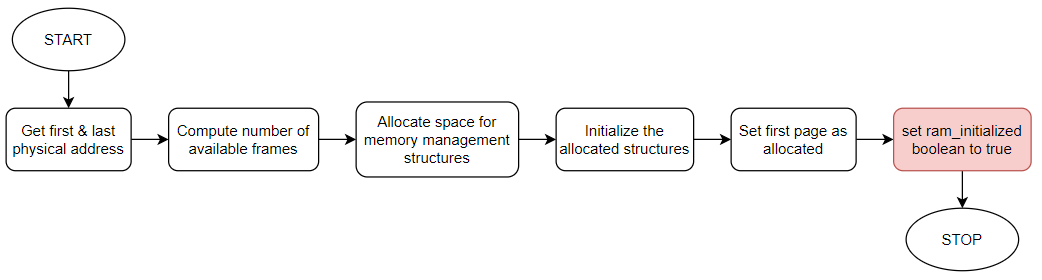 START
Get first & last
physical address
Compute number of
available frames
Allocate space for
memory management
structures
Initialize the
allocated structures
Set first page as
allocated
set ram_initialized
boolean to true
STOP